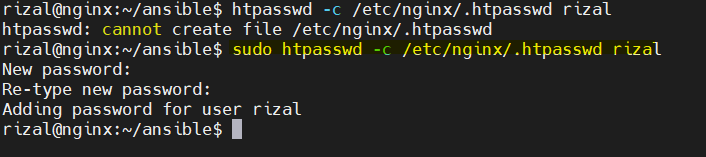 rizal@nginx:~/ansible$ htpasswd -c /etc/nginx/.htpasswd rizal
htpasswd: cannot create file /etc/nginx/.htpasswd
rizal@nginx:~/ansible$ sudo htpasswd -c /etc/nginx/.htpasswd rizal
New password:
Re-type new password:
Adding password for user rizal
rizal@nginx:~/ansible$